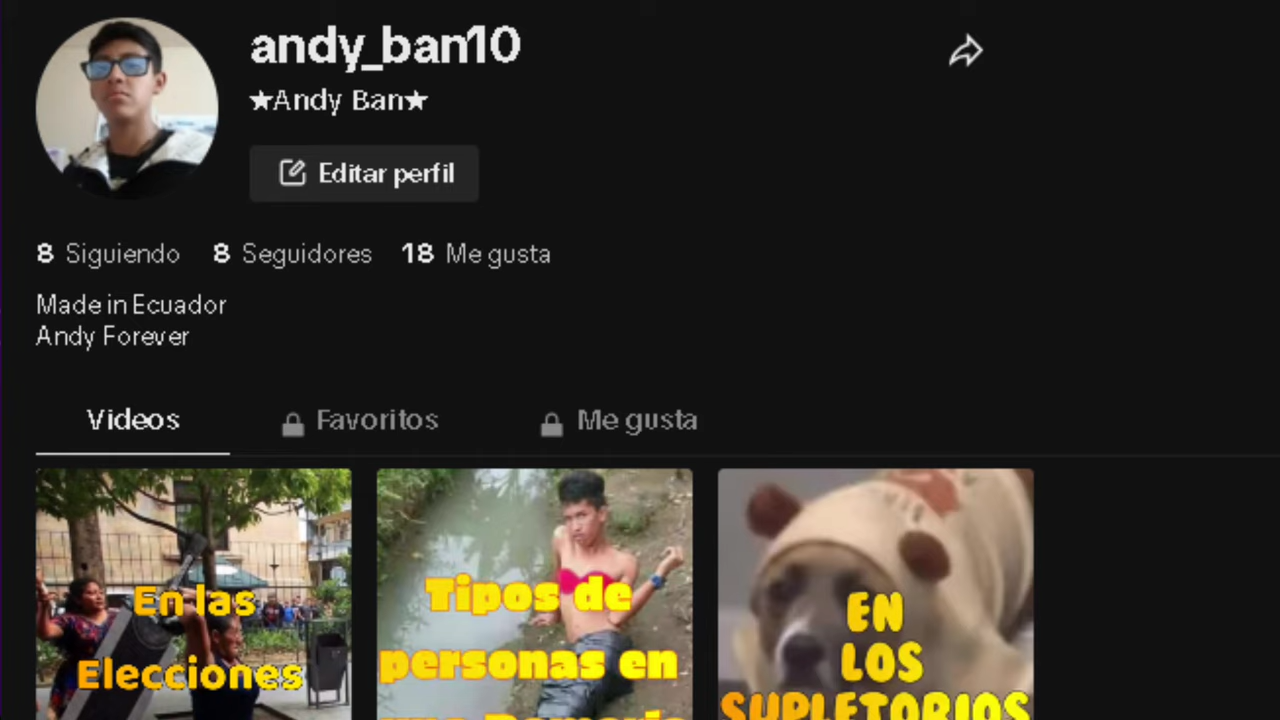 andy_ban10
★Andy Ban★
Editar perfil
8 Siguiendo 8 Seguidores 18 Me gusta
Made in Ecuador
Andy Forever
Videos Favoritos Me gusta
En las
Elecciones
Tipos de
personas en
EN
LOS
SUPLETORIOS